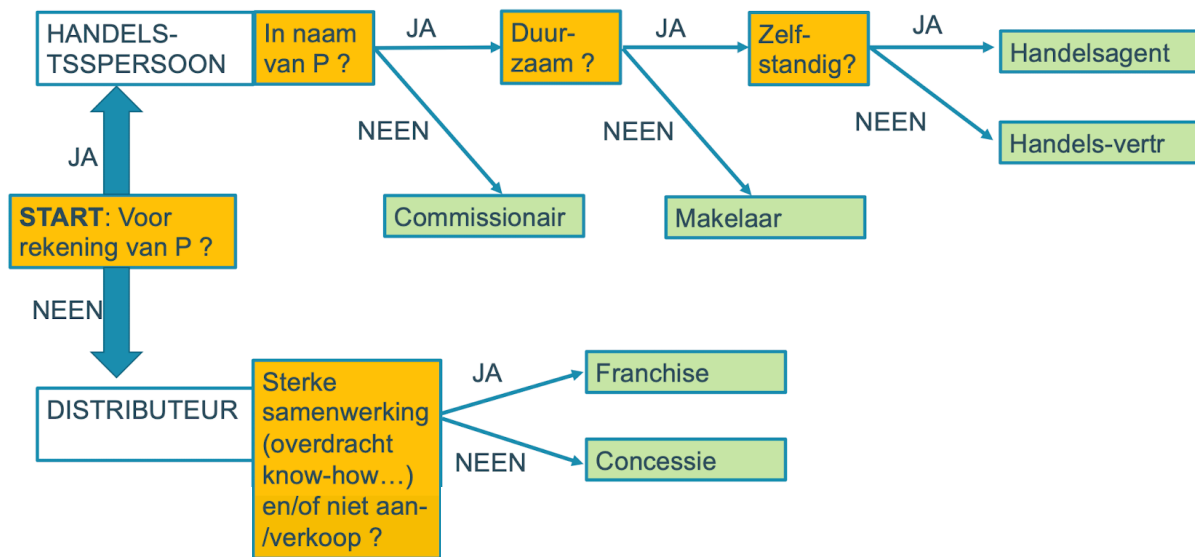 HANDELS-
TSSPERSOON
In naam
van P ?
JA
Duur-
zaam ?
JA
Zelf-
standig?
JA
Handelsagent
NEEN
NEEN
NEEN
Handels-vertr
JA
Commissionair
Makelaar
START: Voor
rekening van P ?
NEEN
DISTRIBUTEUR
Sterke
samenwerking
(overdracht
know-how…)
en/of niet aan-
/verkoop ?
JA
Franchise
NEEN
Concessie